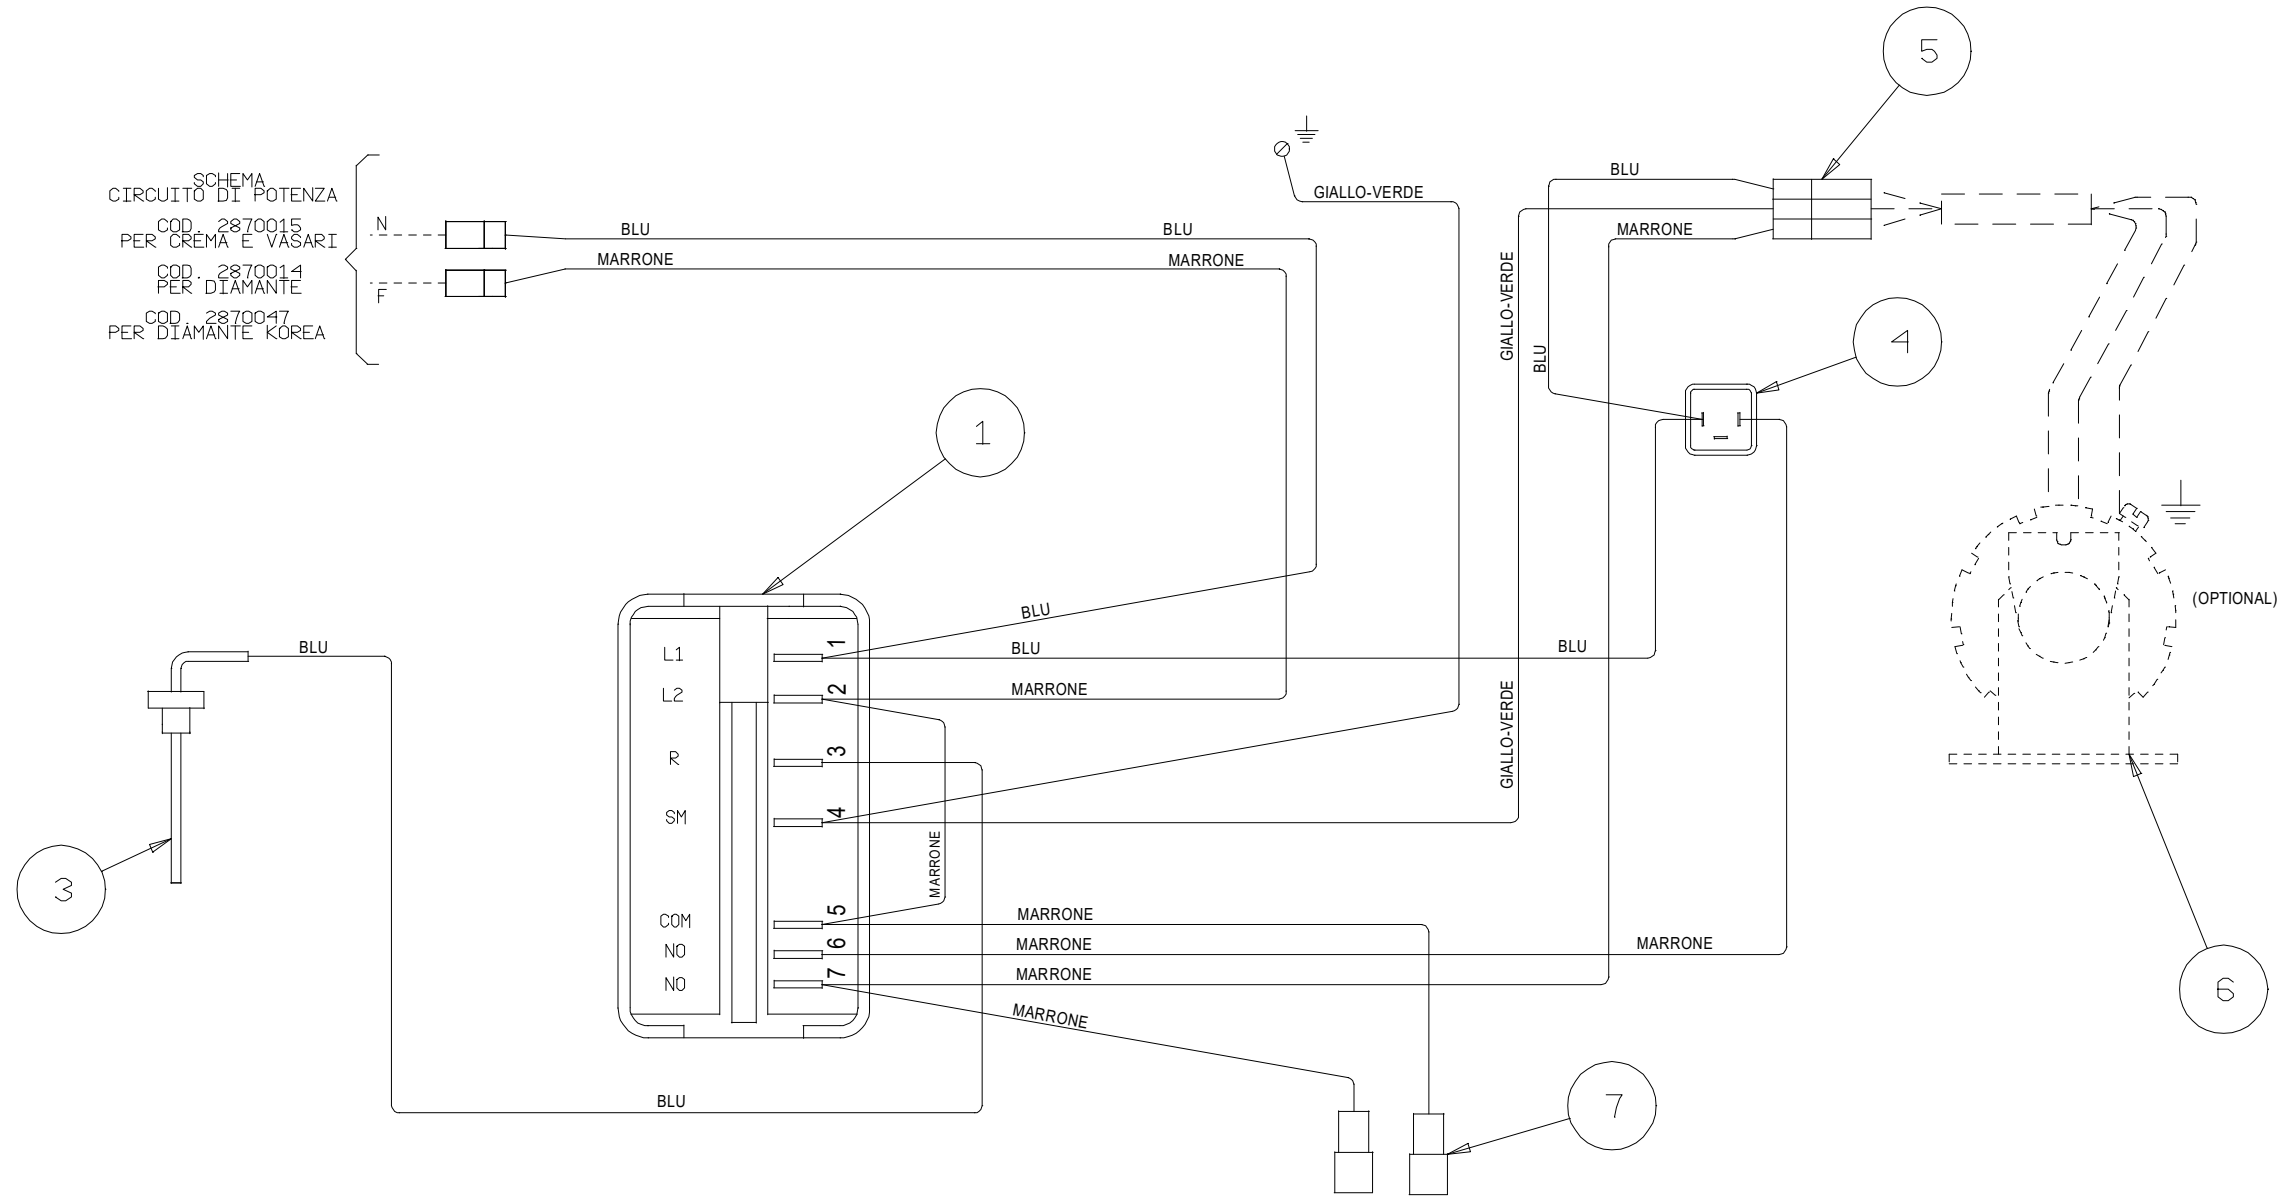 5
SCHEMA
CIRCUITO DI POTENZA
COD. 2870015
PER CREMA E VASARI
COD. 2870014
PER DIAMANTE
COD. 2870047
PER DIAMANTE KOREA
N
F
BLU
BLU
MARRONE
MARRONE
GIALLO-VERDE
BLU
MARRONE
GIALLO-VERDE
BLU
4
1
(OPTIONAL)
BLU
L1
1
BLU
BLU
BLU
L2
2
MARRONE
R
3
GIALLO-VERDE
SM
4
MARRONE
3
COM
5
MARRONE
NO
6
MARRONE
MARRONE
NO
7
MARRONE
MARRONE
6
BLU
7